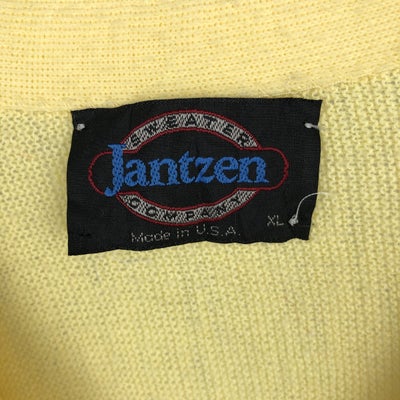 SWEATER
Jantzen
COMPANY
XL
Made in U.S.A.